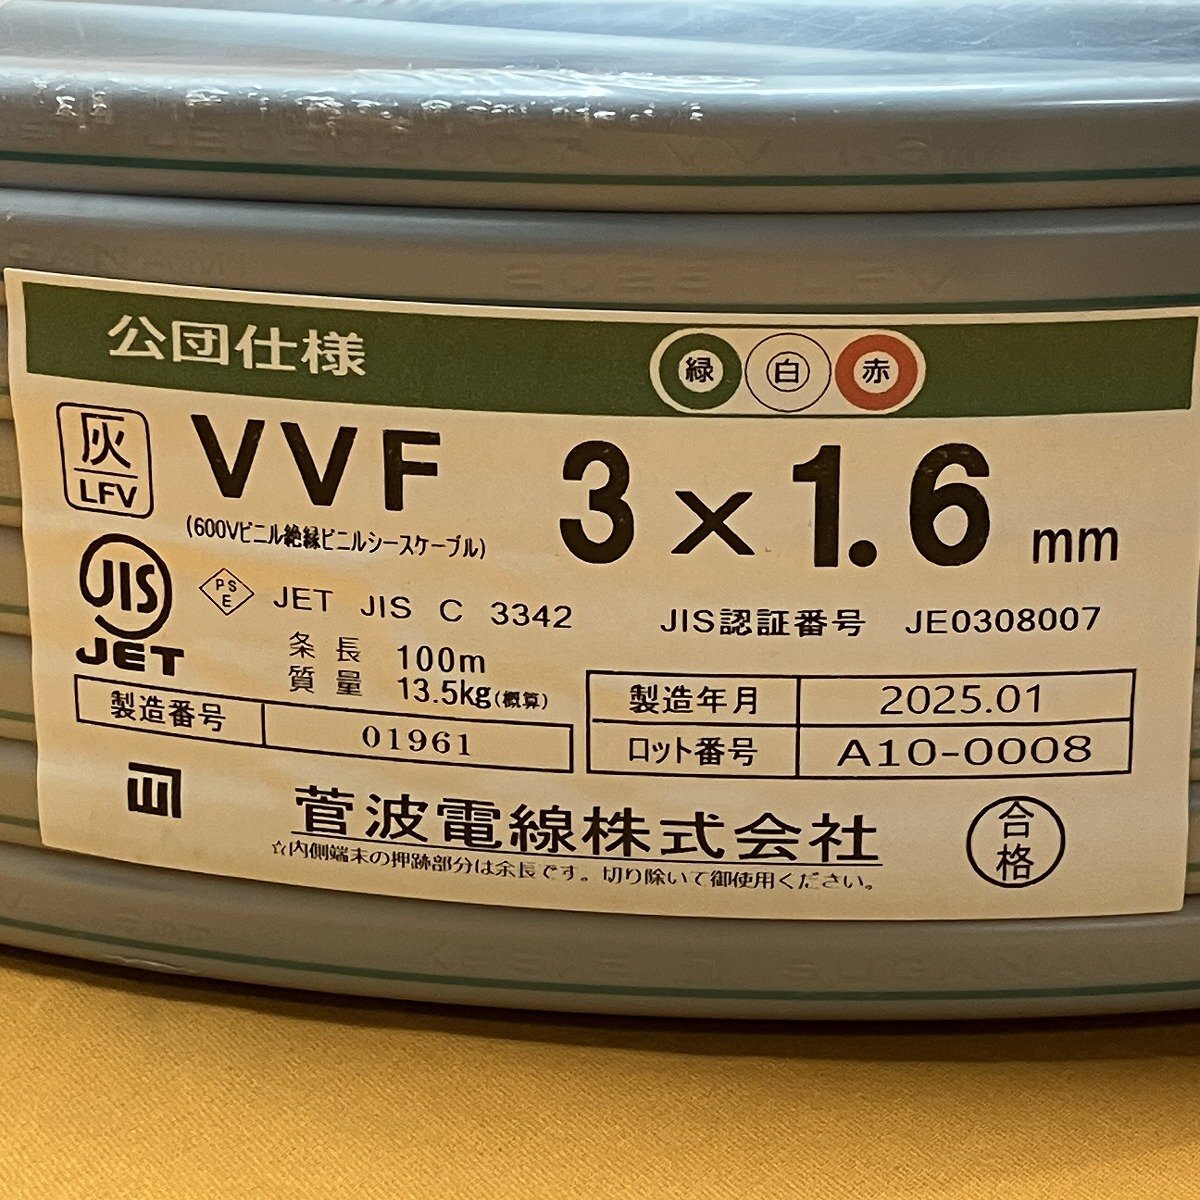 2025 LFV
公団仕様
緑 白 赤
灰
LFV
VVF 3×1.6 mm
(600Vビニル絶縁ビニルシースケーブル)
JIS
JET
PSE JET JIS C 3342
JIS認証番号 JE0308007
条長 100m
質量 13.5kg(概算)
製造番号 01961
製造年月 2025.01
ロット番号 A10-0008
菅波電線株式会社
☆内側端末の押跡部分は余長です。切り除いて御使用ください。
合格